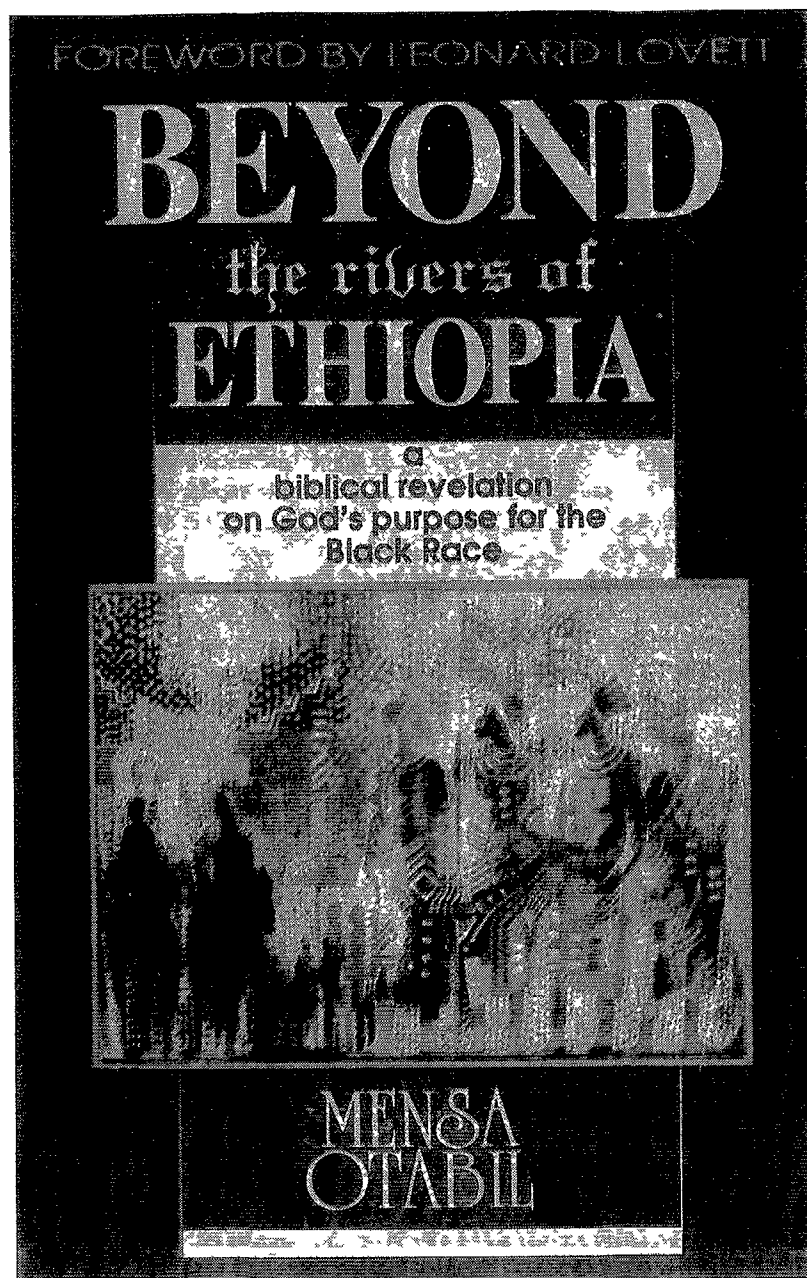 FOREWORD BY LEONARD LOVETT
BEYOND
the rivers of
ETHIOPIA
a
biblical revelation
on God's purpose for the
Black Race
MENSA
OTABIL